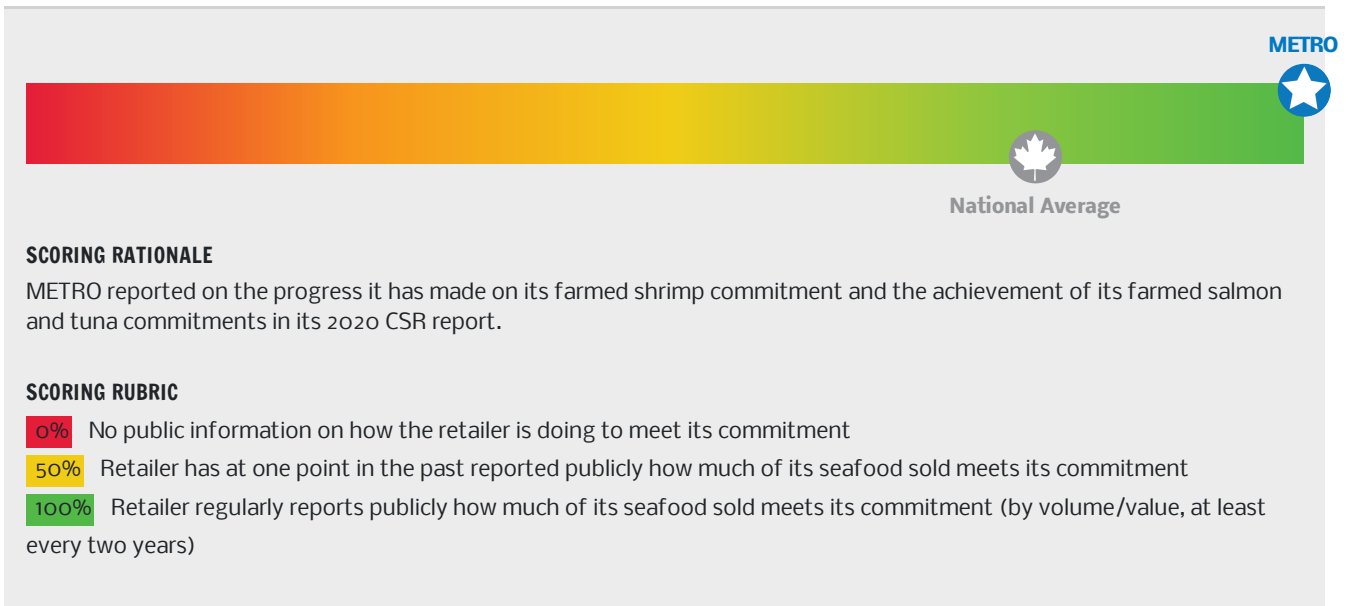 METRO
National Average
SCORING RATIONALE
METRO reported on the progress it has made on its farmed shrimp commitment and the achievement of its farmed salmon
and tuna commitments in its 2020 CSR report.
SCORING RUBRIC
0% No public information on how the retailer is doing to meet its commitment
50% Retailer has at one point in the past reported publicly how much of its seafood sold meets its commitment
100% Retailer regularly reports publicly how much of its seafood sold meets its commitment (by volume/value, at least
every two years)